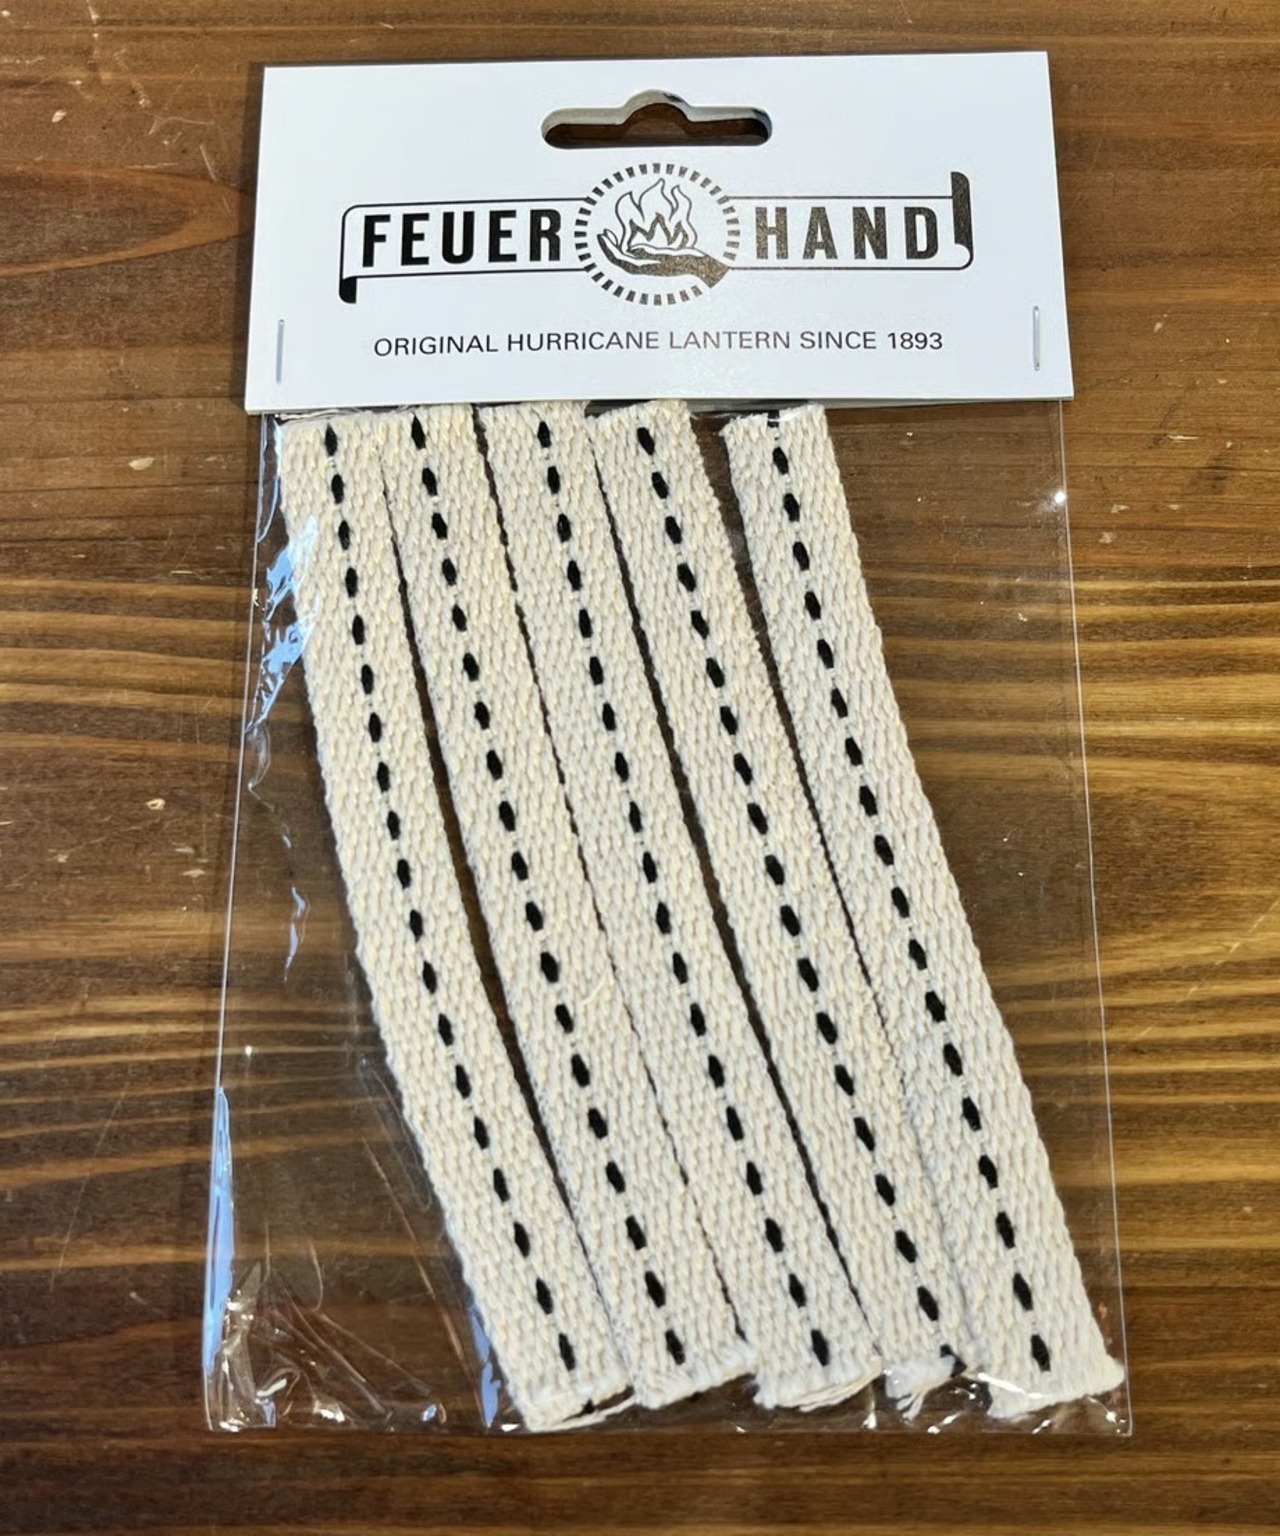 FEUER HAND
ORIGINAL HURRICANE LANTERN SINCE 1893